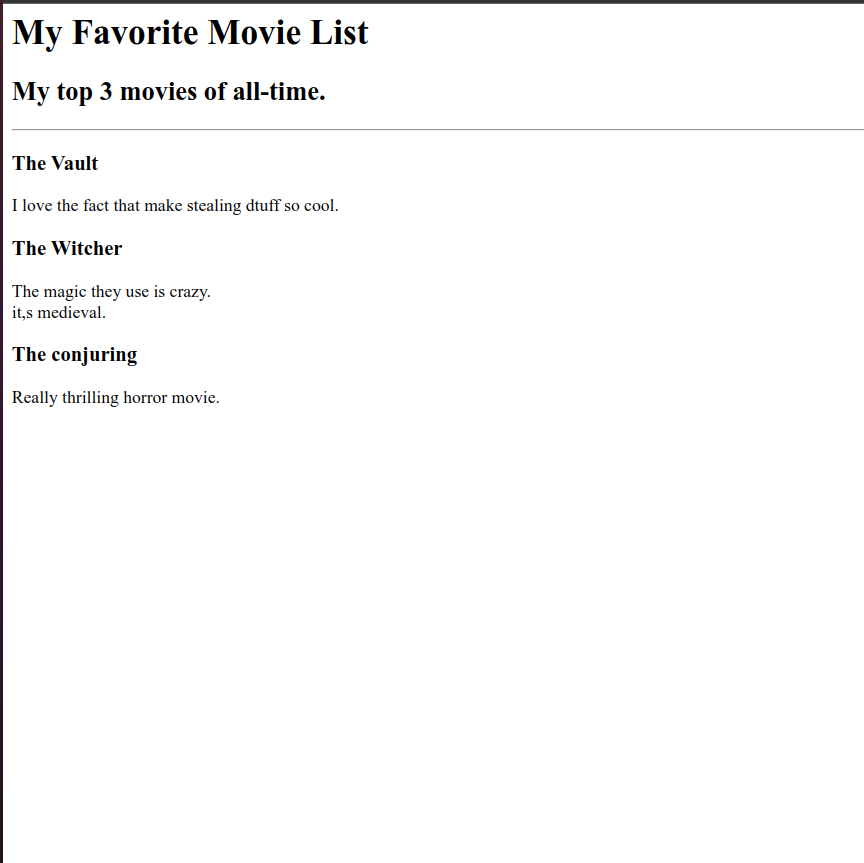 My Favorite Movie List
My top 3 movies of all-time.
The Vault
I love the fact that make stealing dtuff so cool.
The Witcher
The magic they use is crazy.
it,s medieval.
The conjuring
Really thrilling horror movie.